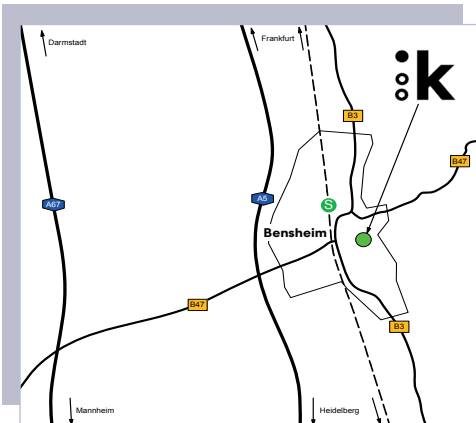 Darmstadt
Frankfurt
k
B3
B47
A67
A5
S
Bensheim
B47
B3
Mannheim
Heidelberg